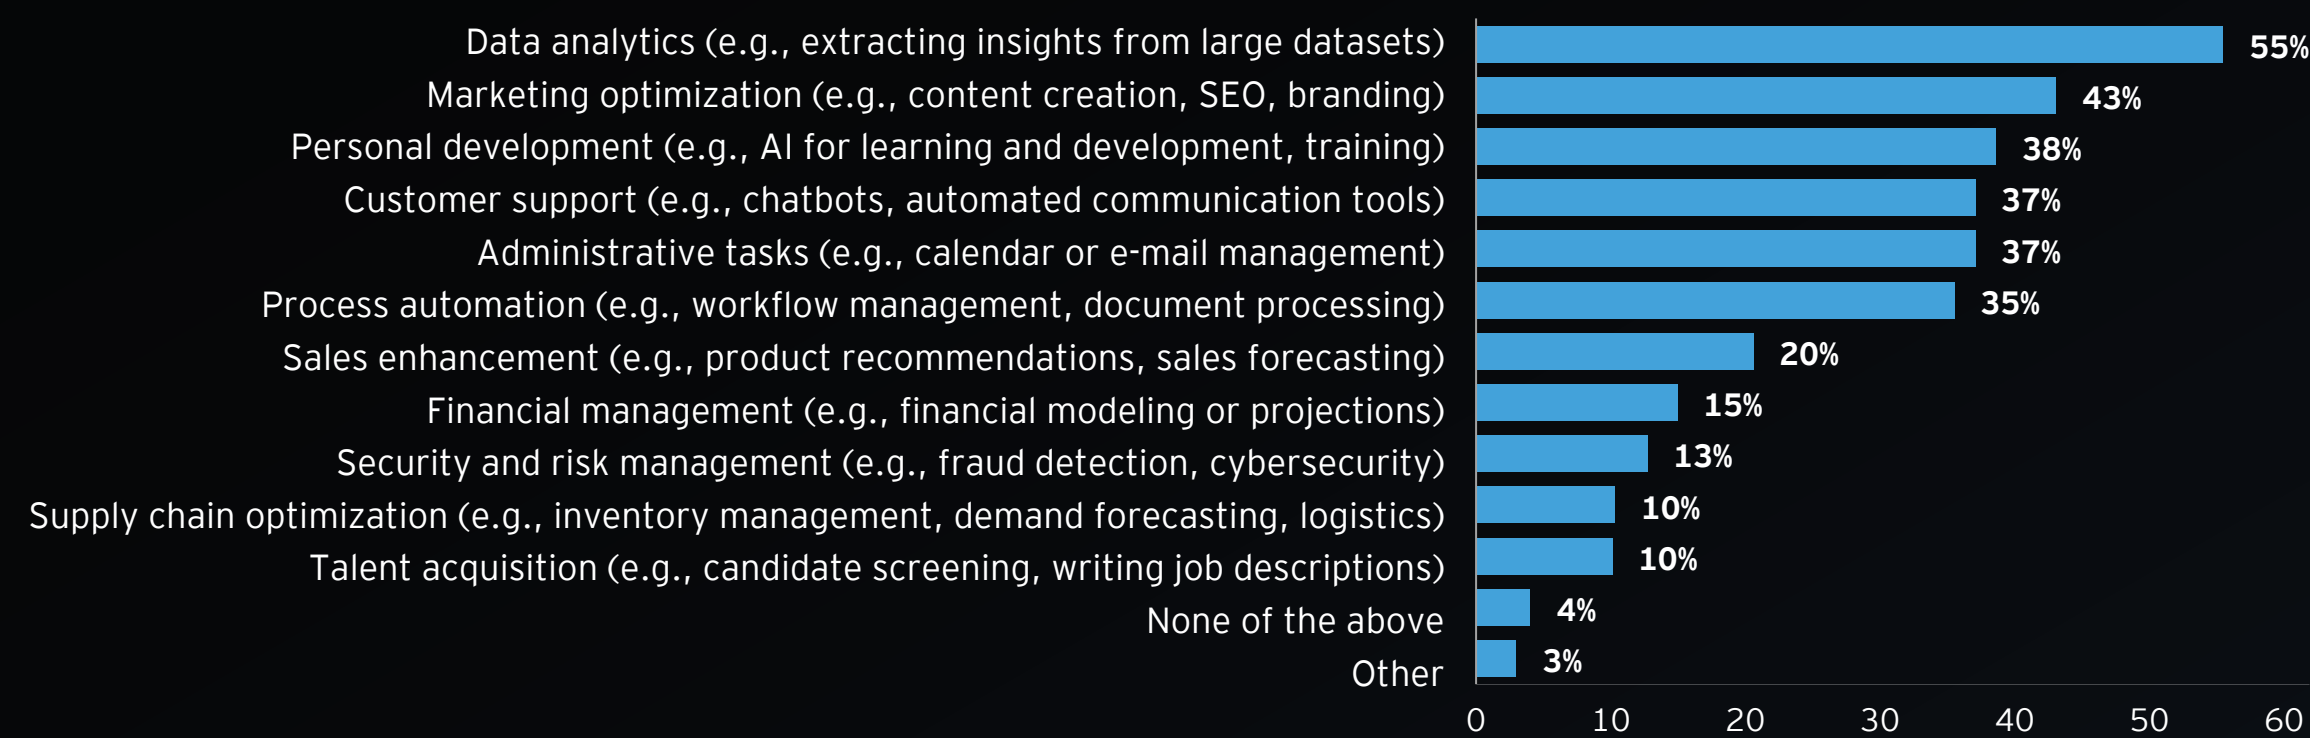 Data analytics (e.g., extracting insights from large datasets) 55%
Marketing optimization (e.g., content creation, SEO, branding) 43%
Personal development (e.g., AI for learning and development, training) 38%
Customer support (e.g., chatbots, automated communication tools) 37%
Administrative tasks (e.g., calendar or e-mail management) 37%
Process automation (e.g., workflow management, document processing) 35%
Sales enhancement (e.g., product recommendations, sales forecasting) 20%
Financial management (e.g., financial modeling or projections) 15%
Security and risk management (e.g., fraud detection, cybersecurity) 13%
Supply chain optimization (e.g., inventory management, demand forecasting, logistics) 10%
Talent acquisition (e.g., candidate screening, writing job descriptions) 10%
None of the above 4%
Other 3%
0 10 20 30 40 50 60